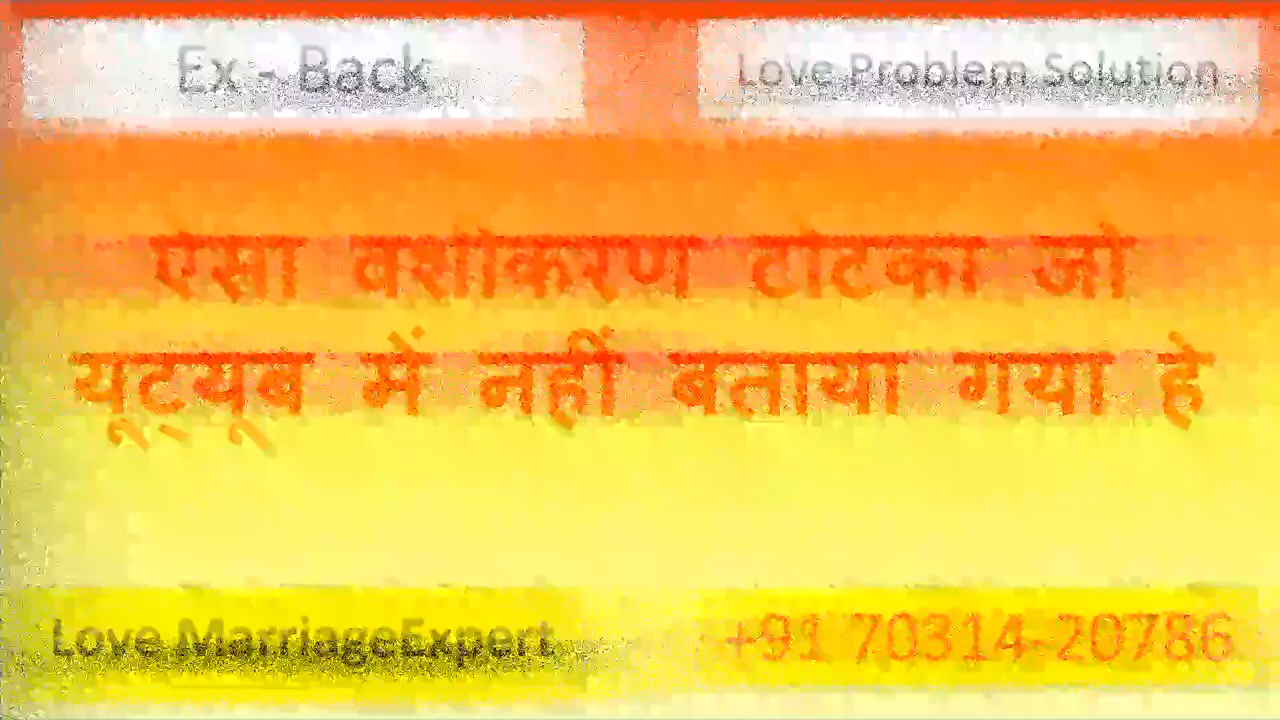 Ex - Back
Love Problem Solution
ऐसा वशीकरण टोटका जो
यूट्यूब में नहीं बताया गया हे
Love MarriageExpert
+91 70314-20786